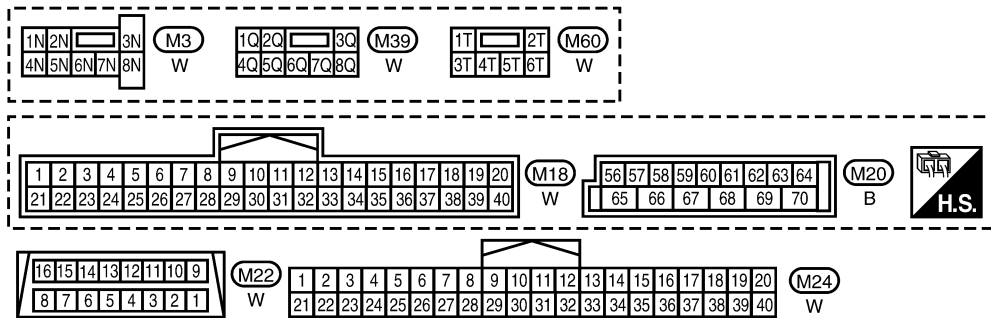 1N 2N 3N M3
4N 5N 6N 7N 8N W
1Q 2Q 3Q M39
4Q 5Q 6Q 7Q 8Q W
1T 2T M60
3T 4T 5T 6T W
1 2 3 4 5 6 7 8 9 10 11 12 13 14 15 16 17 18 19 20 M18
21 22 23 24 25 26 27 28 29 30 31 32 33 34 35 36 37 38 39 40 W
56 57 58 59 60 61 62 63 64 M20
65 66 67 68 69 70 B
H.S.
16 15 14 13 12 11 10 9 M22
8 7 6 5 4 3 2 1 W
1 2 3 4 5 6 7 8 9 10 11 12 13 14 15 16 17 18 19 20 M24
21 22 23 24 25 26 27 28 29 30 31 32 33 34 35 36 37 38 39 40 W